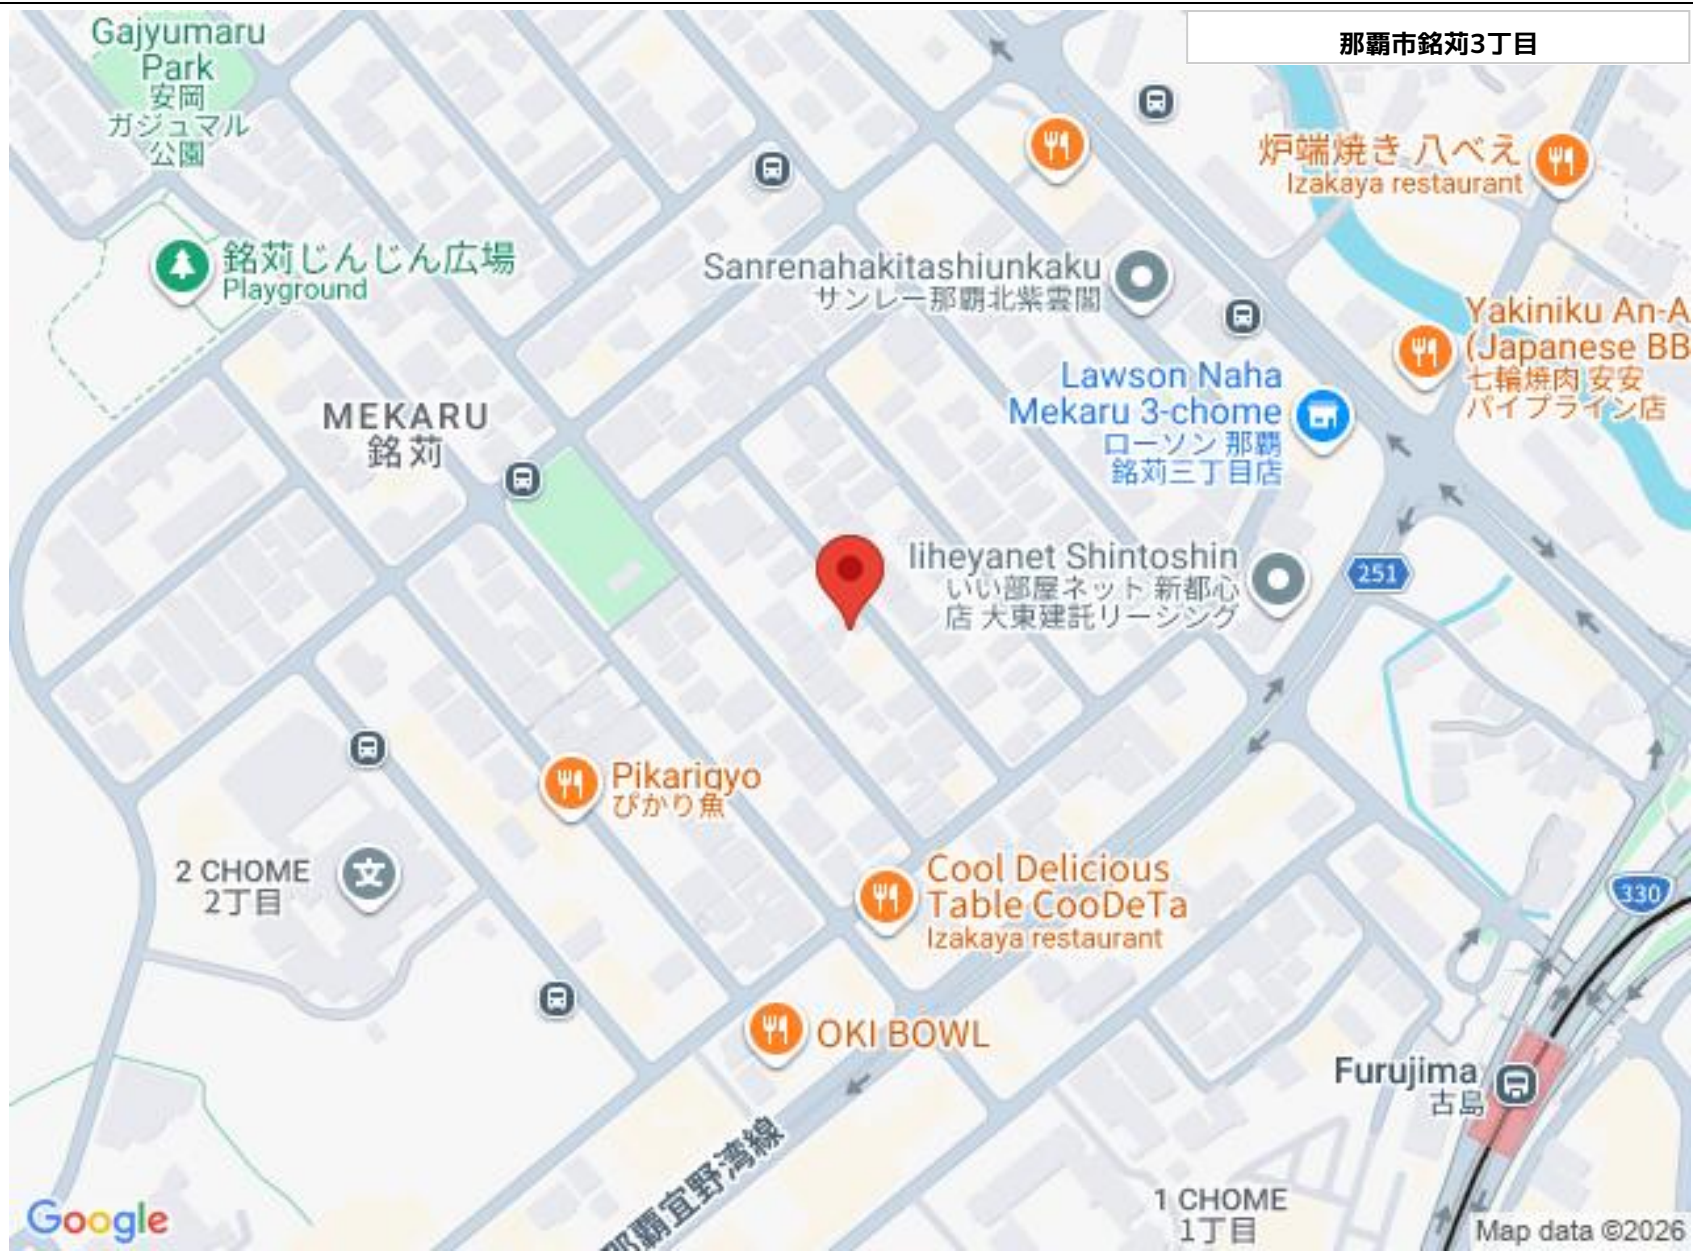 那覇市銘苅3丁目
Gajyumaru
Park
安岡
ガジュマル
公園
炉端焼き 八べえ
Izakaya restaurant
銘苅じんじん広場
Playground
Sanrenahakitashiunkaku
サンレー那覇北紫雲閣
Yakiniku An-A
(Japanese BB
七輪焼肉 安安
パイプライン店
Lawson Naha
Mekaru 3-chome
ローソン 那覇
銘苅三丁目店
MEKARU
銘苅
Iiheyanet Shintoshin
いい部屋ネット 新都心
店 大東建託リーシング
251
Pikarigyo
ぴかり魚
2 CHOME
2丁目
文
Cool Delicious
Table CooDeTa
Izakaya restaurant
330
OKI BOWL
Furujima
古島
那覇宜野湾線
1 CHOME
1丁目
Google
Map data ©2026